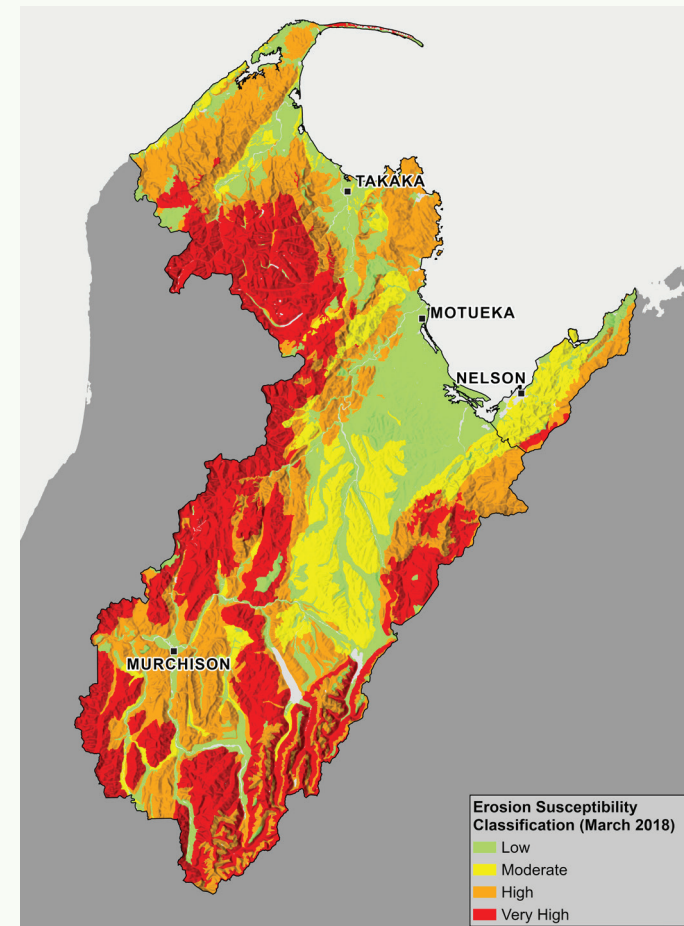 TAKAKA
MOTUEKA
NELSON
MURCHISON
Erosion Susceptibility
Classification (March 2018)
Low
Moderate
High
Very High